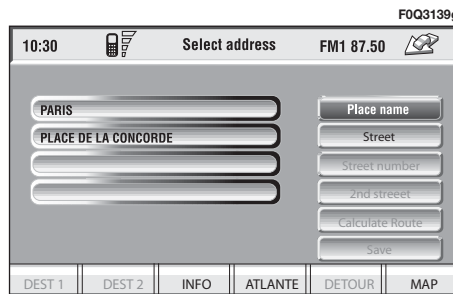 F0Q3139g
10:30 Select address FM1 87.50
PARIS
PLACE DE LA CONCORDE
Place name
Street
Street number
2nd streeet
Calculate Route
Save
DEST 1 DEST 2 INFO ATLANTE DETOUR MAP